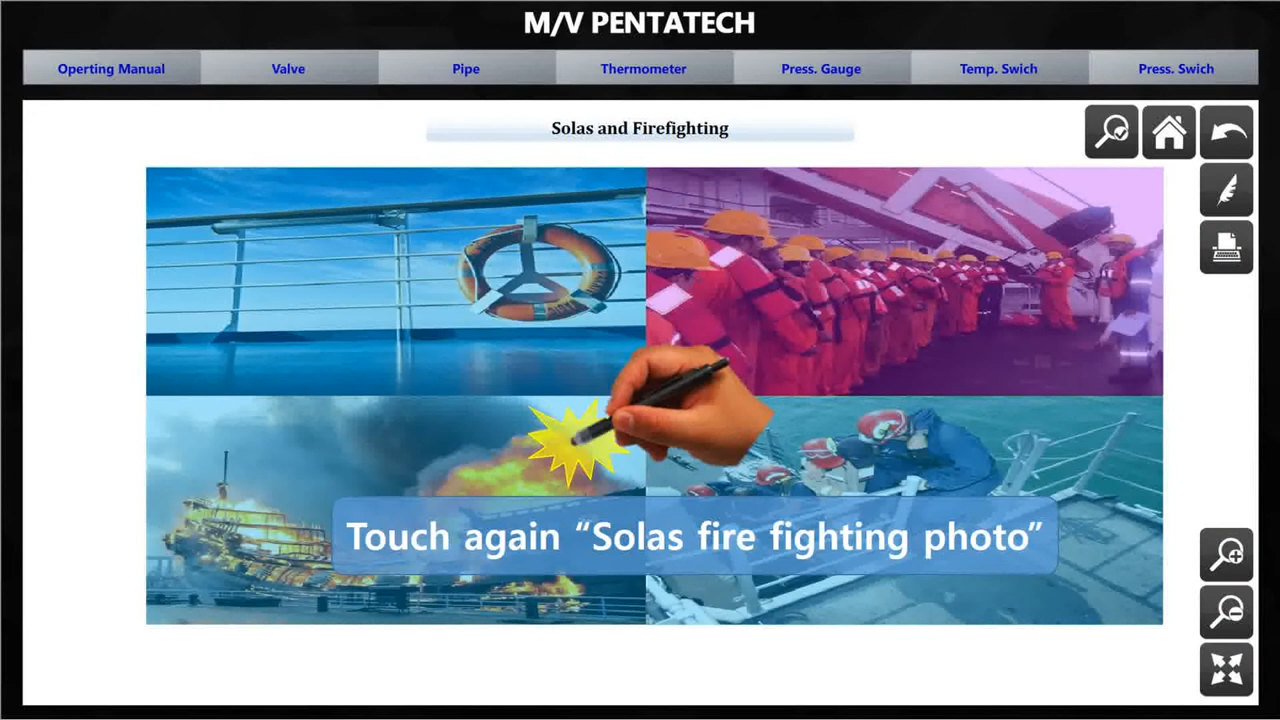 M/V PENTATECH
Operting Manual
Valve
Pipe
Thermometer
Press. Gauge
Temp. Swich
Press. Swich
Solas and Firefighting
Touch again “Solas fire fighting photo”